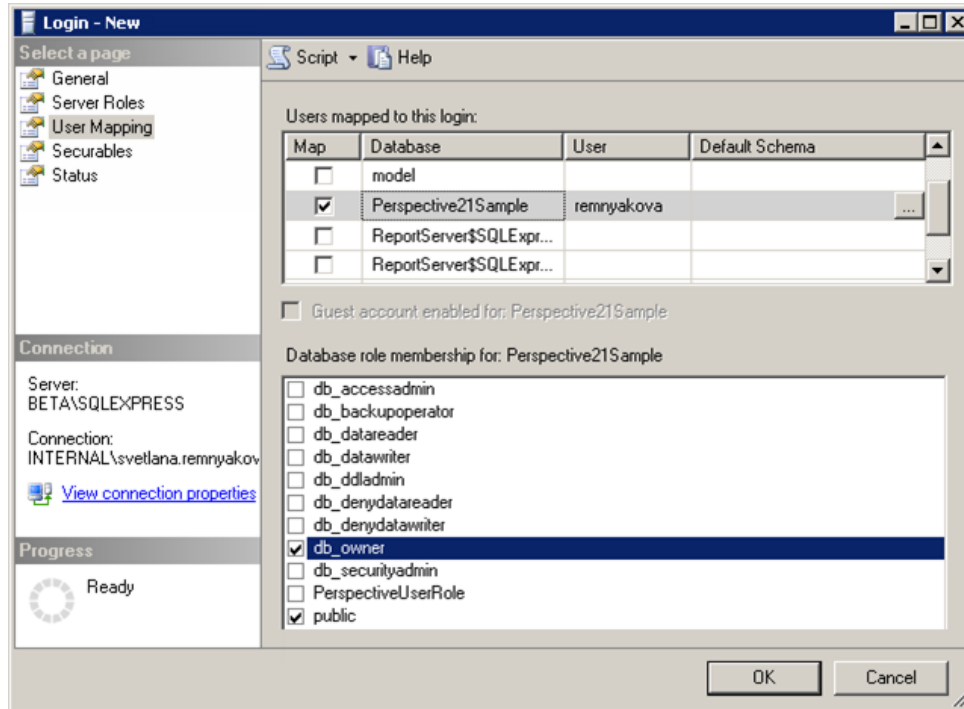 Login - New
Select a page
General
Server Roles
User Mapping
Securables
Status
Script Help
Users mapped to this login:
Map Database User Default Schema
model
Perspective21Sample remnyakova ...
ReportServer$SQLExpr...
ReportServer$SQLExpr...
Guest account enabled for: Perspective21Sample
Database role membership for: Perspective21Sample
db_accessadmin
db_backupoperator
db_datareader
db_datawriter
db_ddladmin
db_denydatareader
db_denydatawriter
db_owner
db_securityadmin
PerspectiveUserRole
public
Connection
Server:
BETA\SQLEXPRESS
Connection:
INTERNAL\svetlana.remnyakov
View connection properties
Progress
Ready
OK Cancel